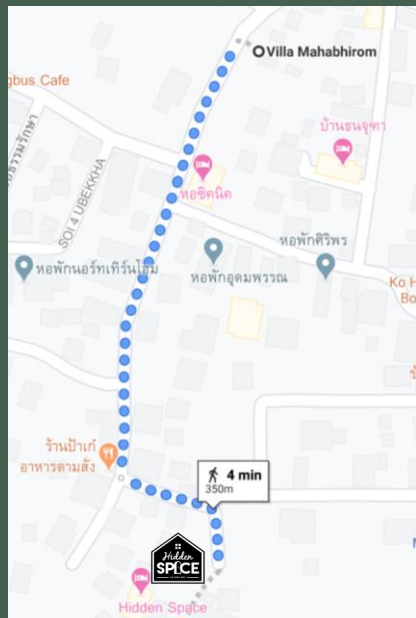 Villa Mahabhirom
gbus Cafe
บ้านธนจุฑา
หอชิคนิค
SOI 4 UBEKKHA
หอพักศิริพร
หอพักนอร์ทเทิร์นโฮม
หอพักอุดมพรรณ
Ko H
Bo
ร้านป้าเก๋
อาหารตามสั่ง
4 min
350m
Hidden
SPACE
Hidden Space